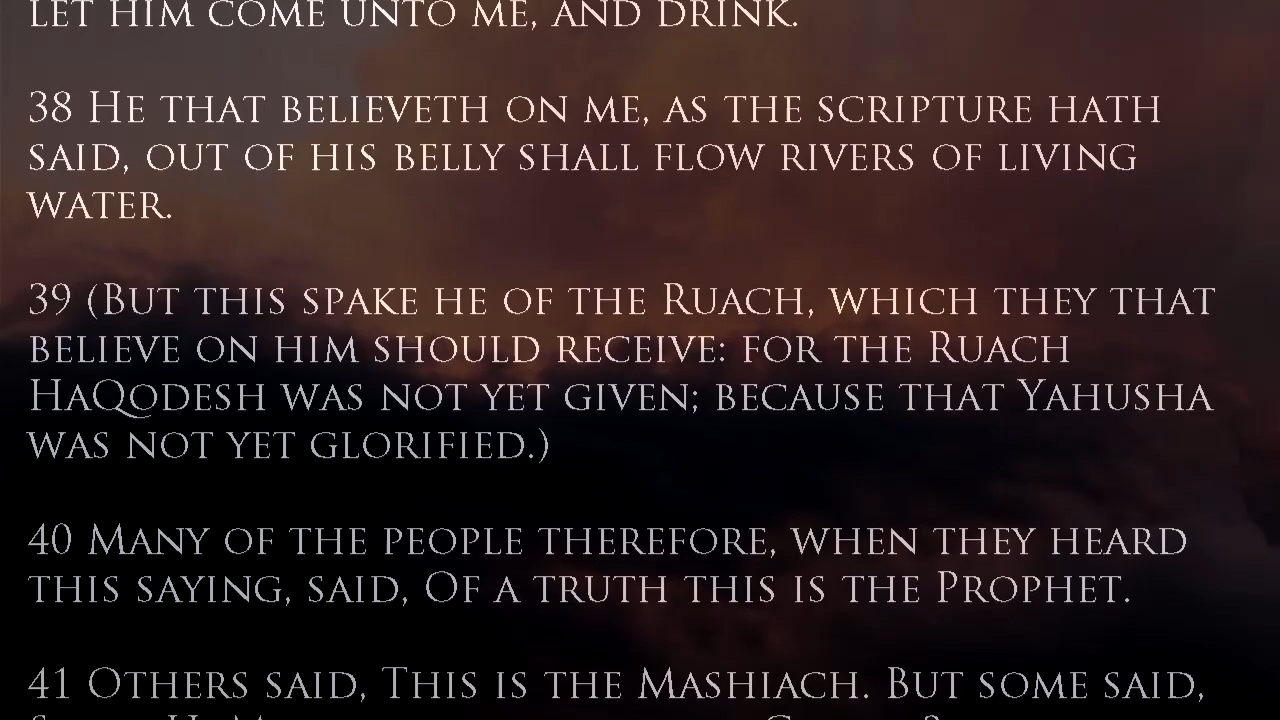 LET HIM COME UNTO ME, AND DRINK.
38 HE THAT BELIEVETH ON ME, AS THE SCRIPTURE HATH
SAID, OUT OF HIS BELLY SHALL FLOW RIVERS OF LIVING
WATER.
39 (BUT THIS SPAKE HE OF THE RUACH, WHICH THEY THAT
BELIEVE ON HIM SHOULD RECEIVE: FOR THE RUACH
HAQODESH WAS NOT YET GIVEN; BECAUSE THAT YAHUSHA
WAS NOT YET GLORIFIED.)
40 MANY OF THE PEOPLE THEREFORE, WHEN THEY HEARD
THIS SAYING, SAID, OF A TRUTH THIS IS THE PROPHET.
41 OTHERS SAID, THIS IS THE MASHIACH. BUT SOME SAID,